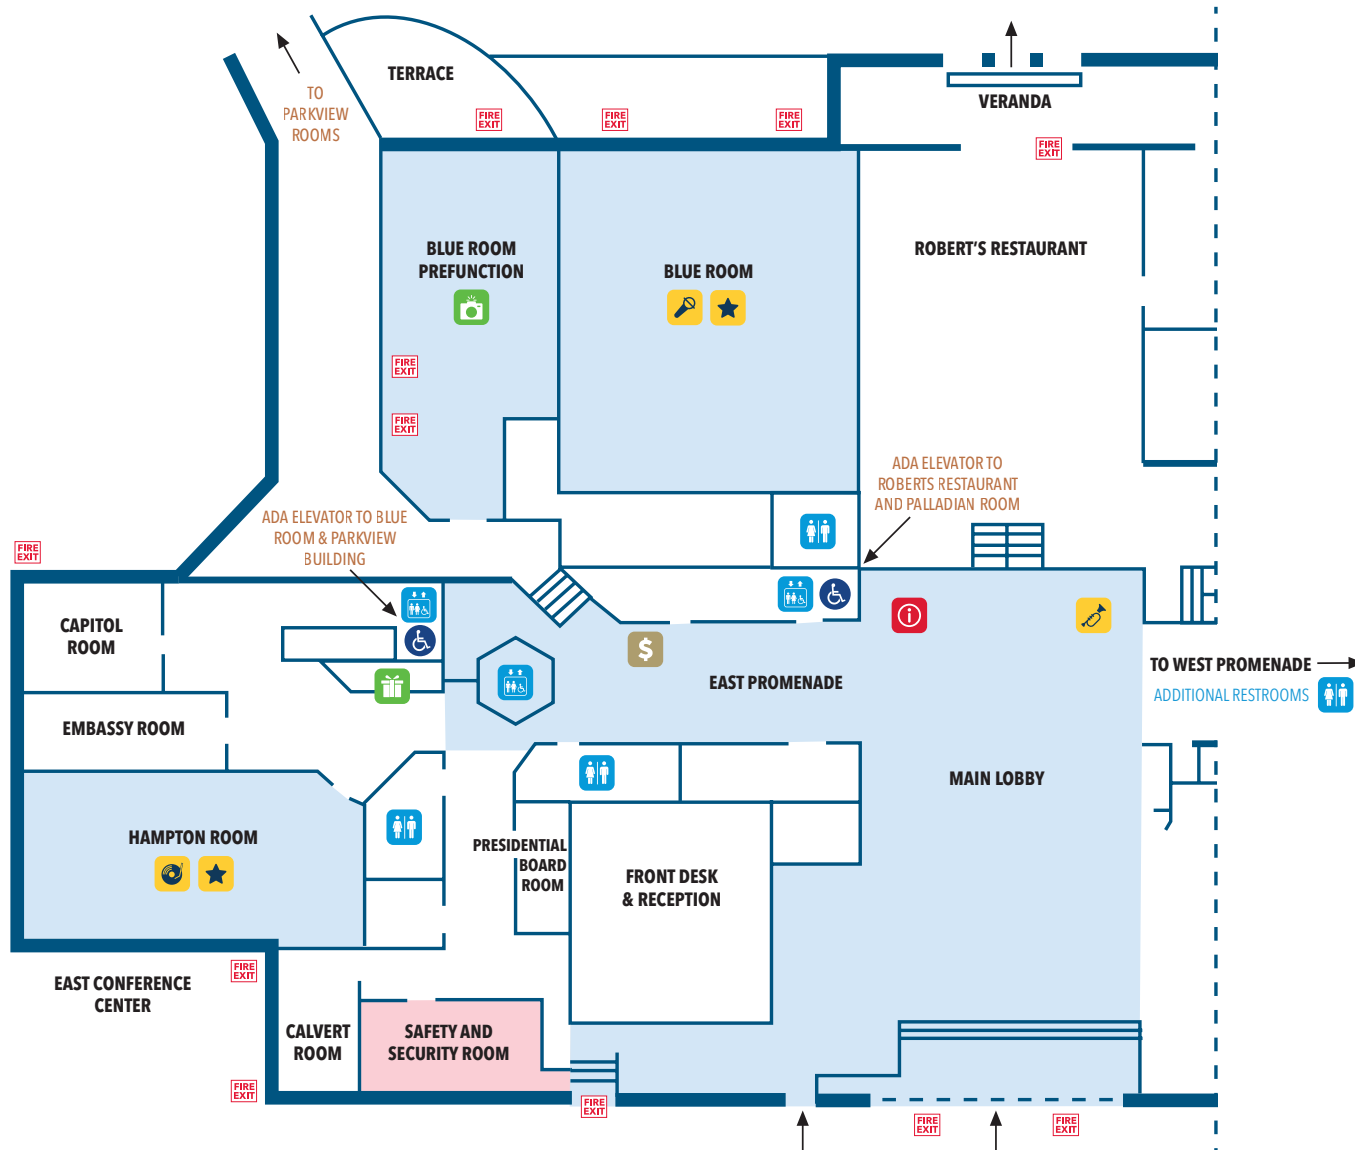 TERRACE
TO
PARKVIEW
ROOMS
VERANDA
FIRE
EXIT
FIRE
EXIT
FIRE
EXIT
FIRE
EXIT
BLUE ROOM
PREFUNCTION
BLUE ROOM
ROBERT'S RESTAURANT
FIRE
EXIT
FIRE
EXIT
ADA ELEVATOR TO
ROBERTS RESTAURANT
AND PALLADIAN ROOM
ADA ELEVATOR TO BLUE
ROOM & PARKVIEW
BUILDING
FIRE
EXIT
CAPITOL
ROOM
i
$
TO WEST PROMENADE
ADDITIONAL RESTROOMS
EAST PROMENADE
EMBASSY ROOM
MAIN LOBBY
HAMPTON ROOM
PRESIDENTIAL
BOARD
ROOM
FRONT DESK
& RECEPTION
FIRE
EXIT
EAST CONFERENCE
CENTER
CALVERT
ROOM
SAFETY AND
SECURITY ROOM
FIRE
EXIT
FIRE
EXIT
FIRE
EXIT
FIRE
EXIT